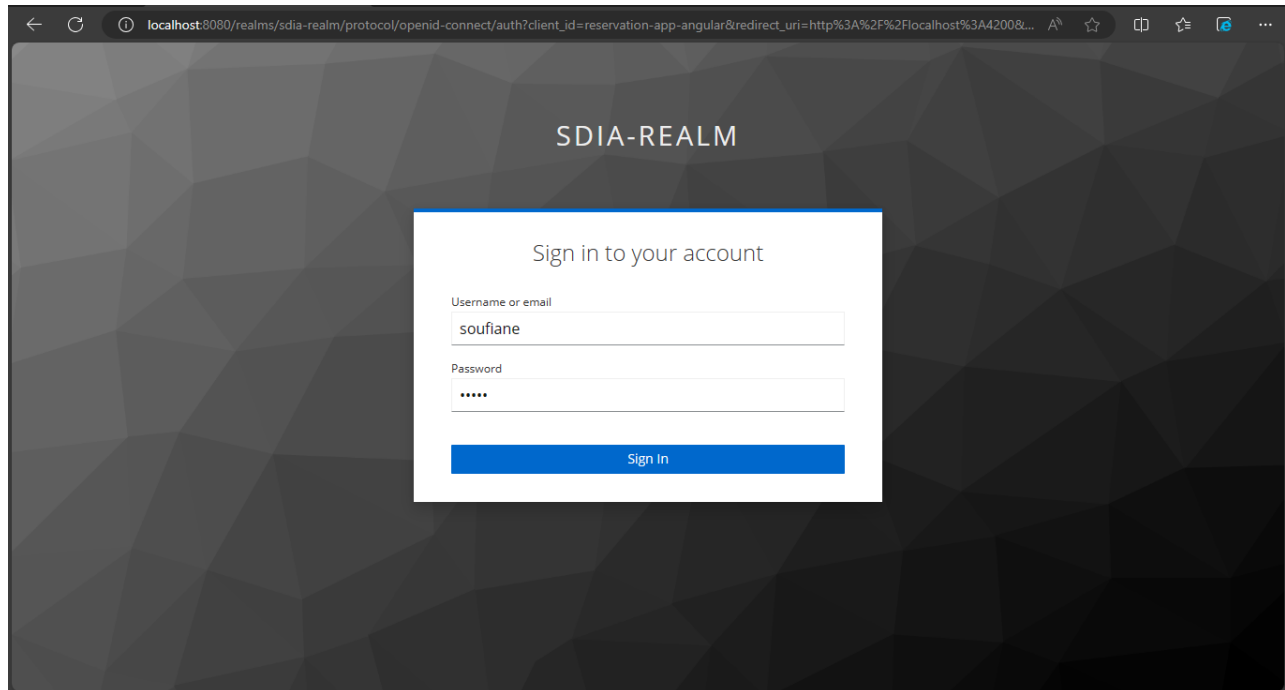 localhost:8080/realms/sdia-realm/protocol/openid-connect/auth?client_id=reservation-app-angular&redirect_uri=http%3A%2F%2Flocalhost%3A4200&...
SDIA-REALM
Sign in to your account
Username or email
soufiane
Password
•••••
Sign In